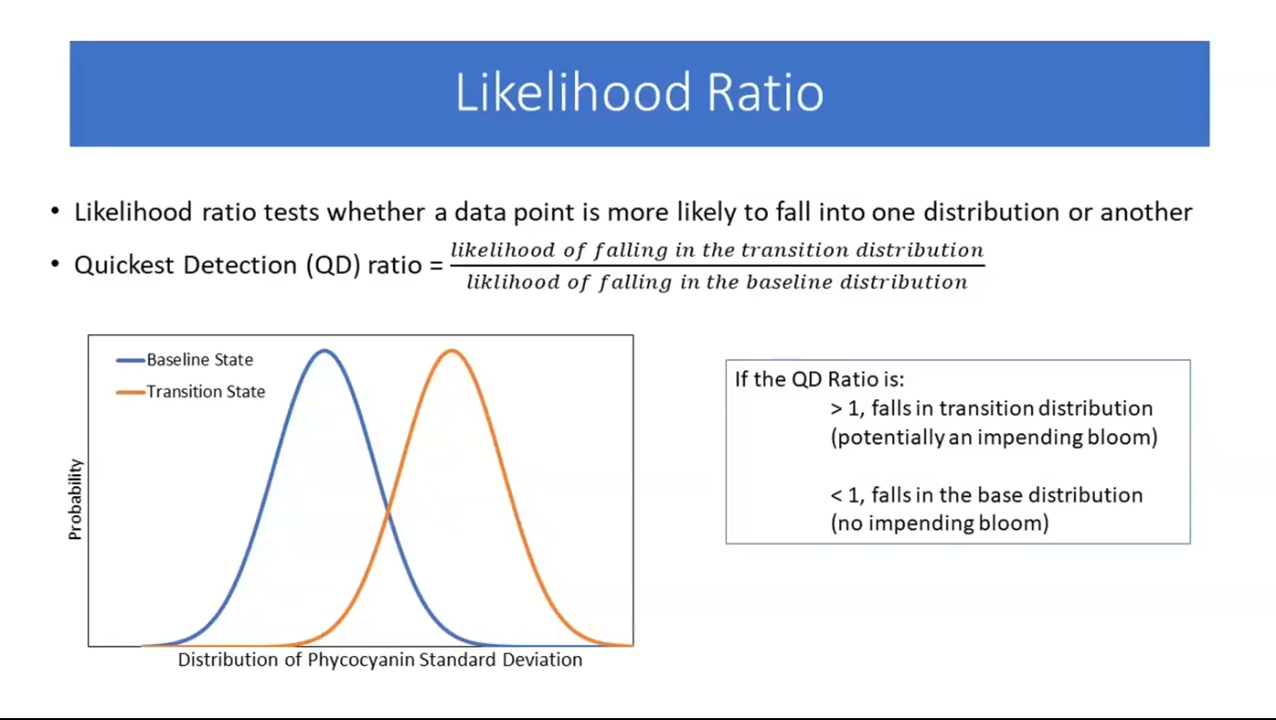 Likelihood Ratio
• Likelihood ratio tests whether a data point is more likely to fall into one distribution or another
• Quickest Detection (QD) ratio = likelihood of falling in the transition distribution
liklihood of falling in the baseline distribution
Baseline State
Transition State
Probability
Distribution of Phycocyanin Standard Deviation
If the QD Ratio is:
> 1, falls in transition distribution
(potentially an impending bloom)
< 1, falls in the base distribution
(no impending bloom)